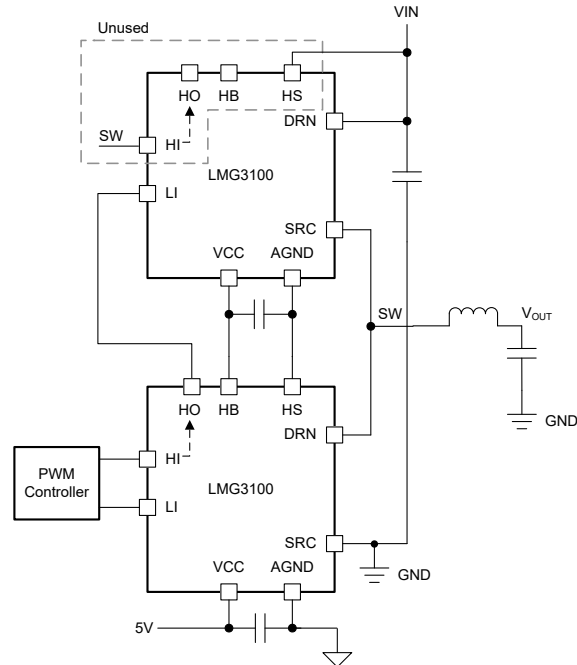 VIN
Unused
HO
HB
HS
DRN
SW
HI
LMG3100
LI
SRC
VCC
AGND
SW
VOUT
HO
HB
HS
GND
DRN
PWM
Controller
HI
LMG3100
LI
SRC
VCC
AGND
GND
5V